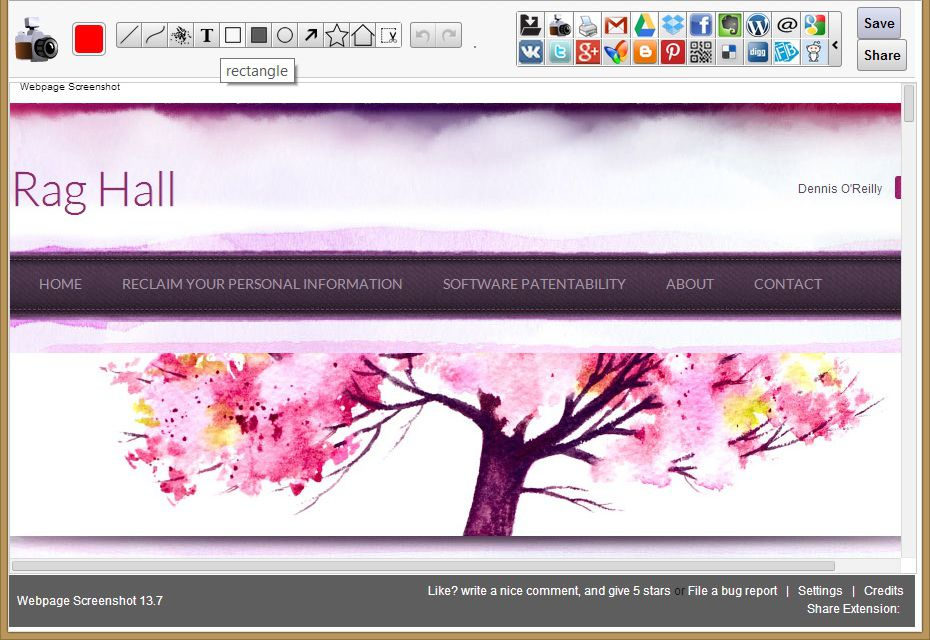 T
Save
Share
rectangle
Webpage Screenshot
Rag Hall
Dennis O'Reilly
HOME RECLAIM YOUR PERSONAL INFORMATION SOFTWARE PATENTABILITY ABOUT CONTACT
Like? write a nice comment, and give 5 stars or File a bug report | Settings | Credits
Webpage Screenshot 13.7
Share Extension: